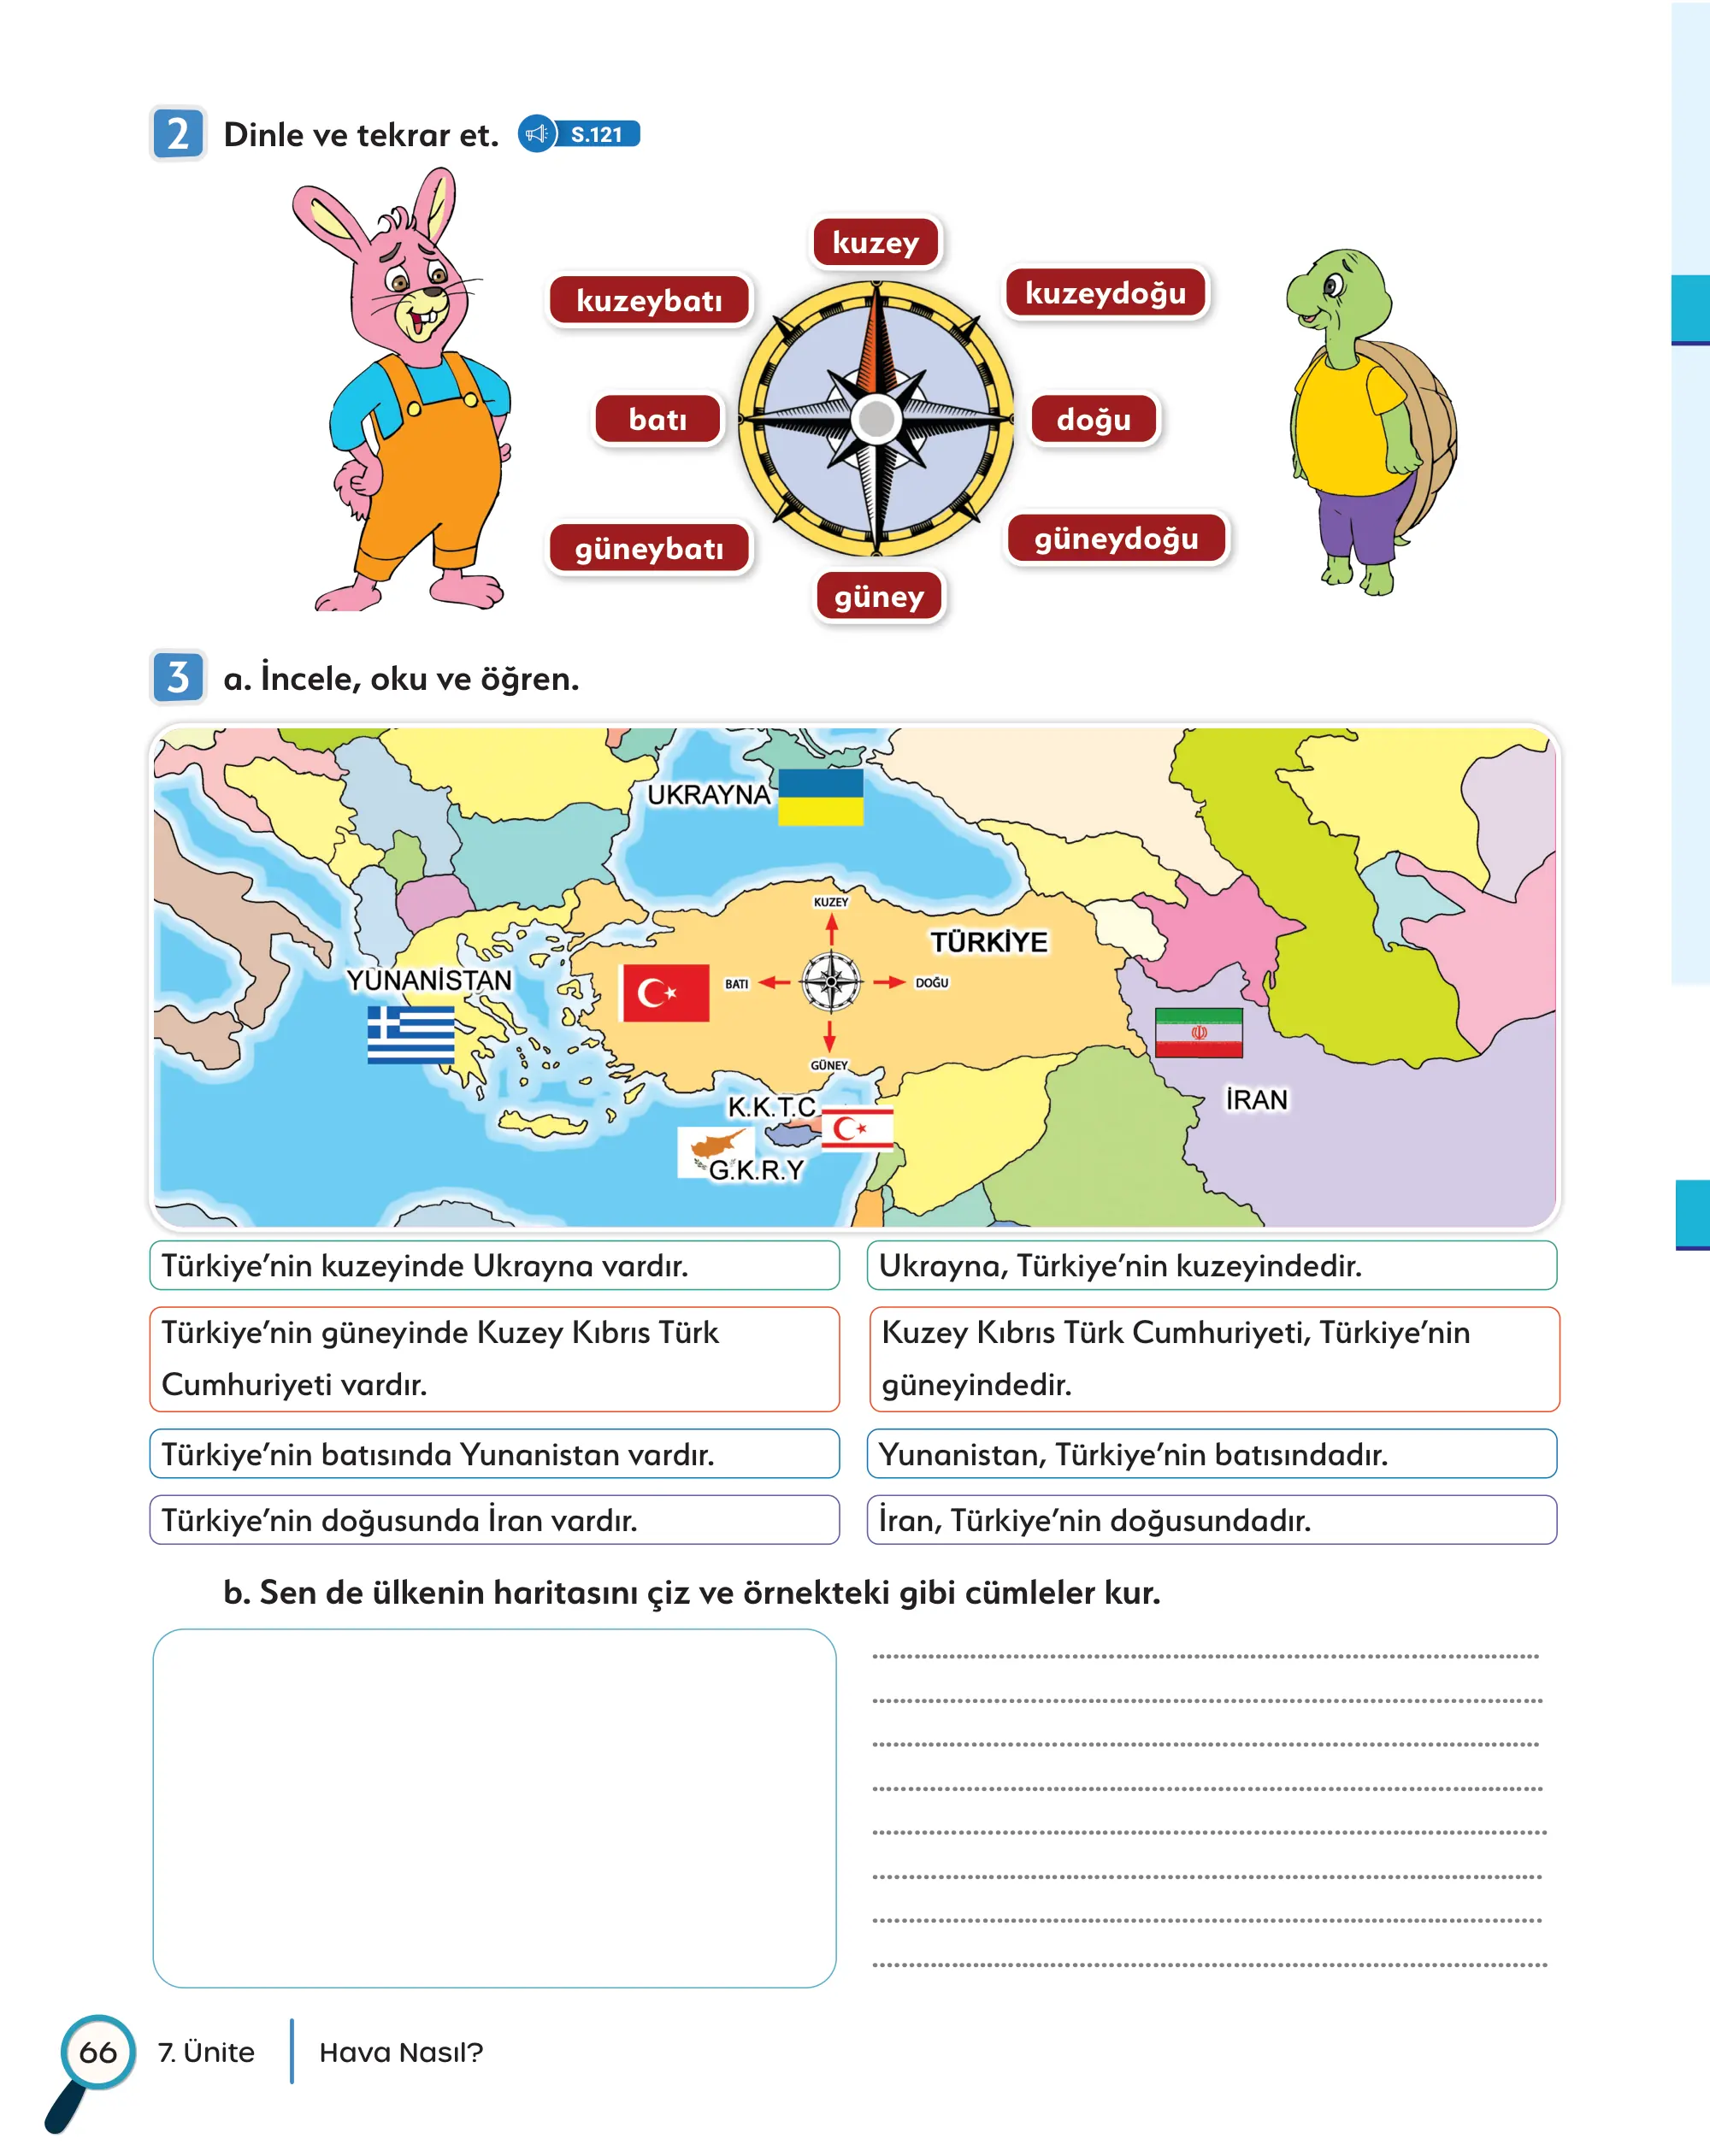 2 Dinle ve tekrar et. S.121
kuzey
kuzeybatı
kuzeydoğu
batı
doğu
güneybatı
güneydoğu
güney
3 a. İncele, oku ve öğren.
UKRAYNA
KUZEY
TÜRKİYE
YUNANİSTAN
BATI
DOĞU
GÜNEY
İRAN
K.K.T.C
G.K.R.Y
Türkiye’nin kuzeyinde Ukrayna vardır.
Ukrayna, Türkiye’nin kuzeyindedir.
Türkiye’nin güneyinde Kuzey Kıbrıs Türk
Cumhuriyeti vardır.
Kuzey Kıbrıs Türk Cumhuriyeti, Türkiye’nin
güneyindedir.
Türkiye’nin batısında Yunanistan vardır.
Yunanistan, Türkiye’nin batısındadır.
Türkiye’nin doğusunda İran vardır.
İran, Türkiye’nin doğusundadır.
b. Sen de ülkenin haritasını çiz ve örnekteki gibi cümleler kur.
66 7. Ünite Hava Nasıl?